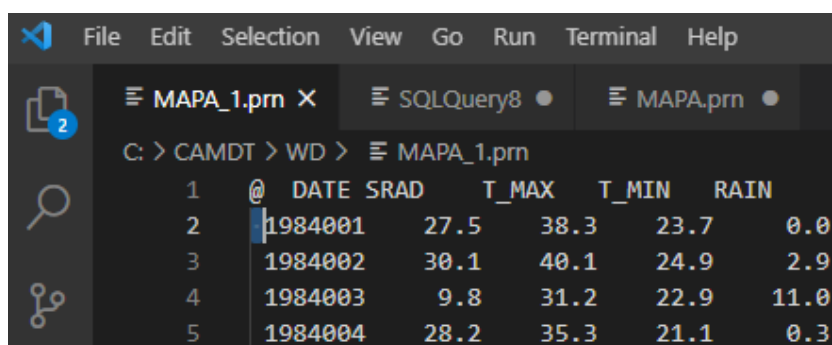 File Edit Selection View Go Run Terminal Help
MAPA_1.prn × SQLQuery8 ● MAPA.prn ●
2
C: > CAMDT > WD > MAPA_1.prn
1 @ DATE SRAD T_MAX T_MIN RAIN
2 1984001 27.5 38.3 23.7 0.0
3 1984002 30.1 40.1 24.9 2.9
4 1984003 9.8 31.2 22.9 11.0
5 1984004 28.2 35.3 21.1 0.3